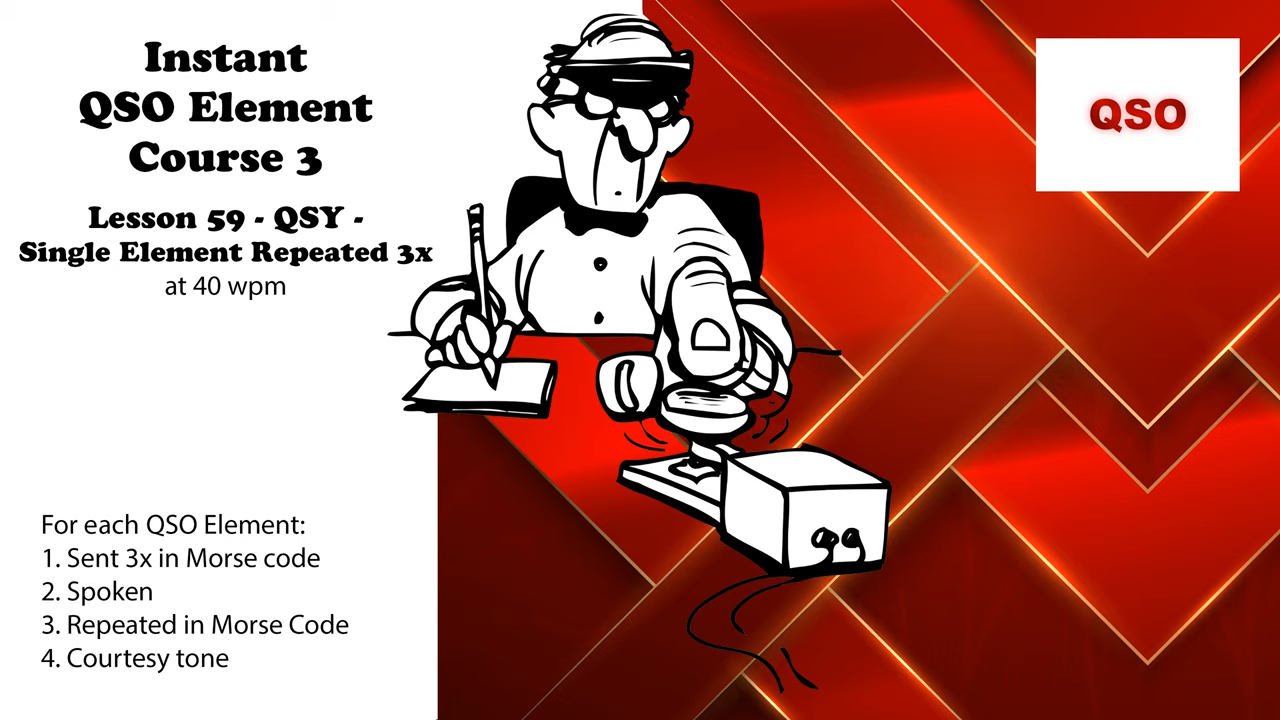 Instant
QSO Element
Course 3
Lesson 59 - QSY -
Single Element Repeated 3x
at 40 wpm
QSO
For each QSO Element:
1. Sent 3x in Morse code
2. Spoken
3. Repeated in Morse Code
4. Courtesy tone